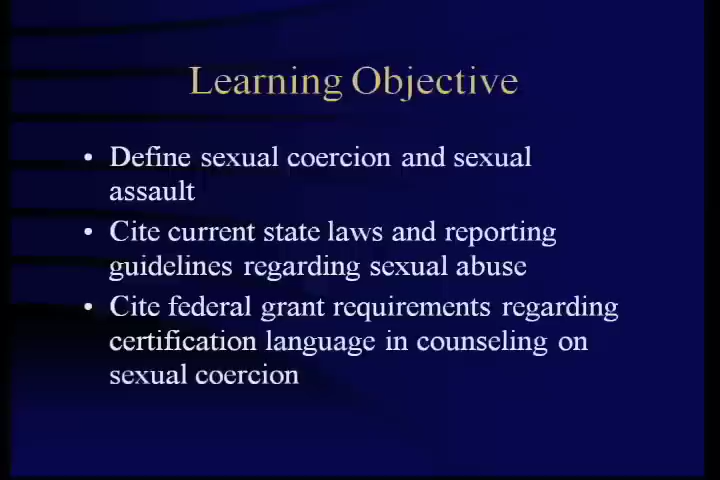 Learning Objective
• Define sexual coercion and sexual
assault
• Cite current state laws and reporting
guidelines regarding sexual abuse
• Cite federal grant requirements regarding
certification language in counseling on
sexual coercion